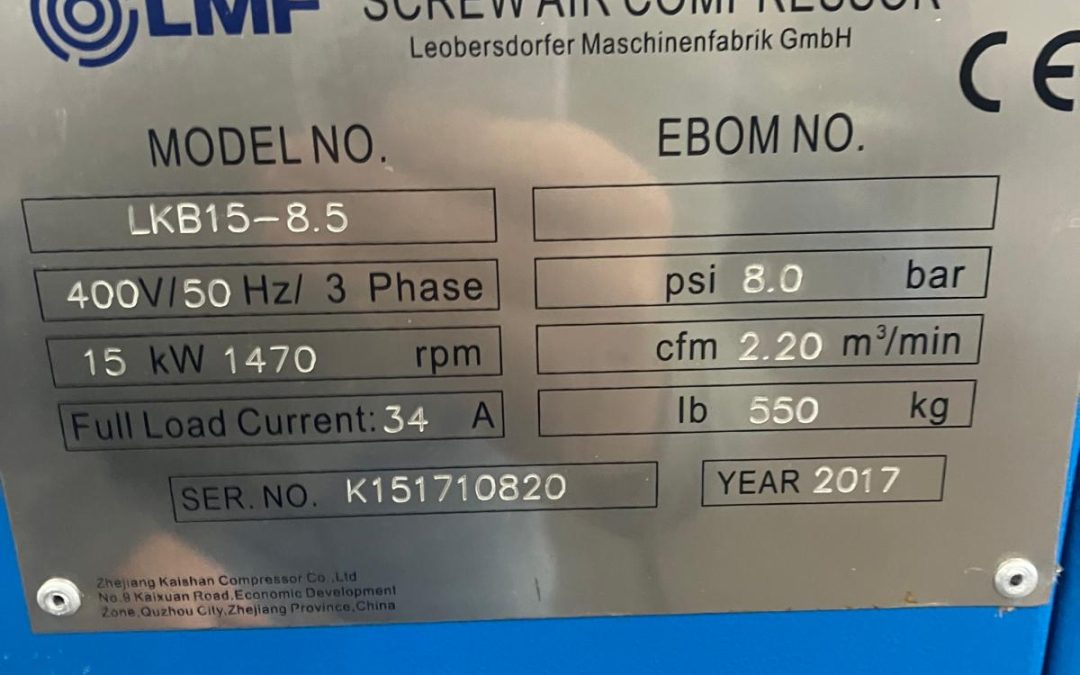 LMF SCREW AIR COMPRESSOR
Leobersdorfer Maschinenfabrik GmbH
CE
MODEL NO. EBOM NO.
LKB15-8.5
400V/50 Hz/ 3 Phase psi 8.0 bar
15 kW 1470 rpm cfm 2.20 m³/min
Full Load Current: 34 A lb 550 kg
SER. NO. K151710820 YEAR 2017
Zhejiang Kaishan Compressor Co.,Ltd
No.9 Kaixuan Road,Economic Development
Zone,Quzhou City,Zhejiang Province,China